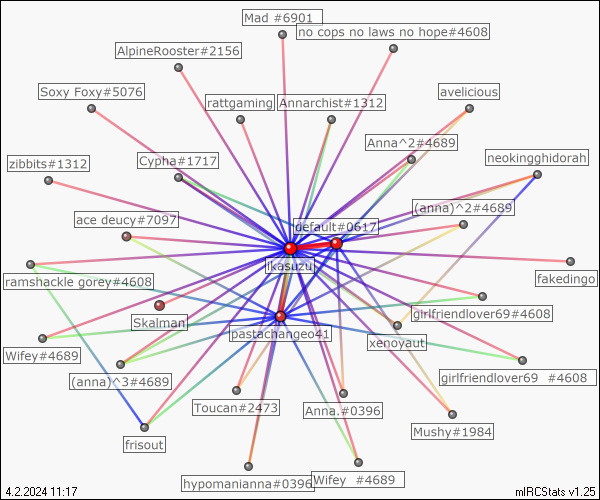 Mad #6901
no cops no laws no hope#4608
AlpineRooster#2156
Soxy Foxy#5076
avelicious
rattgaming
Annarchist#1312
Anna^2#4689
neokingghidorah
zibbits#1312
Cypha#1717
ace deucy#7097
(anna)^2#4689
default#0617
ikasuzu
fakedingo
ramshackle gorey#4608
girlfriendlover69#4608
Skalman
pastachangeo41
xenoyaut
Wifey#4689
(anna)^3#4689
girlfriendlover69 #4608
Toucan#2473
Anna.#0396
Mushy#1984
frisout
hypomanianna#0396
Wifey #4689
4.2.2024 11:17
mIRCStats v1.25